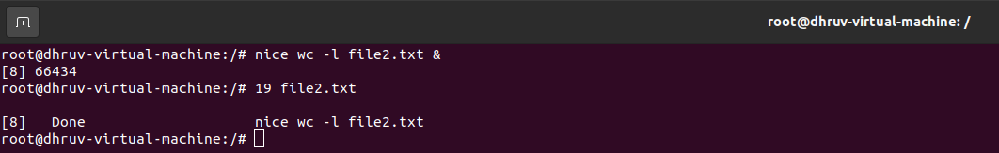 root@dhruv-virtual-machine: /
root@dhruv-virtual-machine:/# nice wc -l file2.txt &
[8] 66434
root@dhruv-virtual-machine:/# 19 file2.txt
[8]   Done                    nice wc -l file2.txt
root@dhruv-virtual-machine:/#